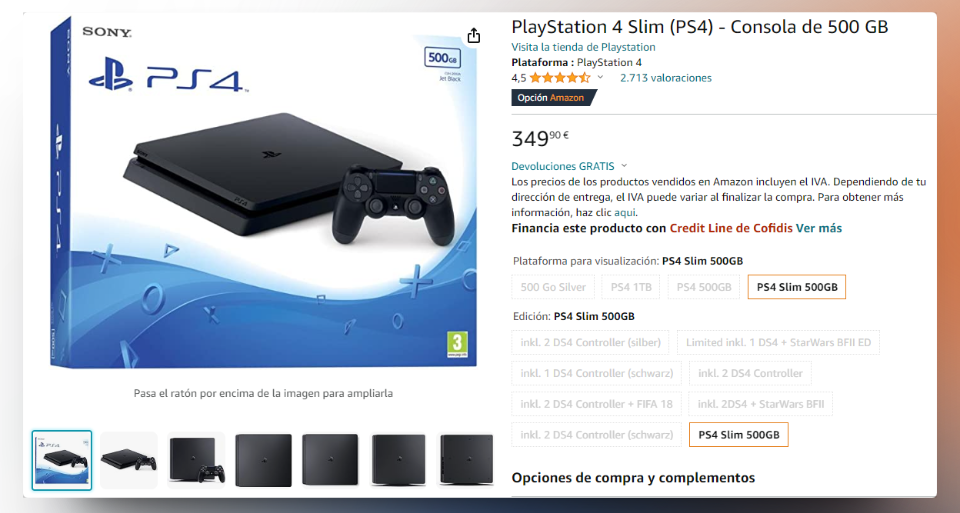 SONY
PS4
500GB
Jet Black
PS4
3
Pasa el ratón por encima de la imagen para ampliarla
PlayStation 4 Slim (PS4) - Consola de 500 GB
Visita la tienda de Playstation
Plataforma : PlayStation 4
4,5 2.713 valoraciones
Opción Amazon
349 90 €
Devoluciones GRATIS
Los precios de los productos vendidos en Amazon incluyen el IVA. Dependiendo de tu
dirección de entrega, el IVA puede variar al finalizar la compra. Para obtener más
información, haz clic aqui.
Financia este producto con Credit Line de Cofidis Ver más
Plataforma para visualización: PS4 Slim 500GB
500 Go Silver PS4 1TB PS4 500GB PS4 Slim 500GB
Edición: PS4 Slim 500GB
inkl. 2 DS4 Controller (silber) Limited inkl. 1 DS4 + StarWars BFII ED
inkl. 1 DS4 Controller (schwarz) inkl. 2 DS4 Controller
inkl. 2 DS4 Controller + FIFA 18 inkl. 2DS4 + StarWars BFII
inkl. 2 DS4 Controller (schwarz) PS4 Slim 500GB
Opciones de compra y complementos